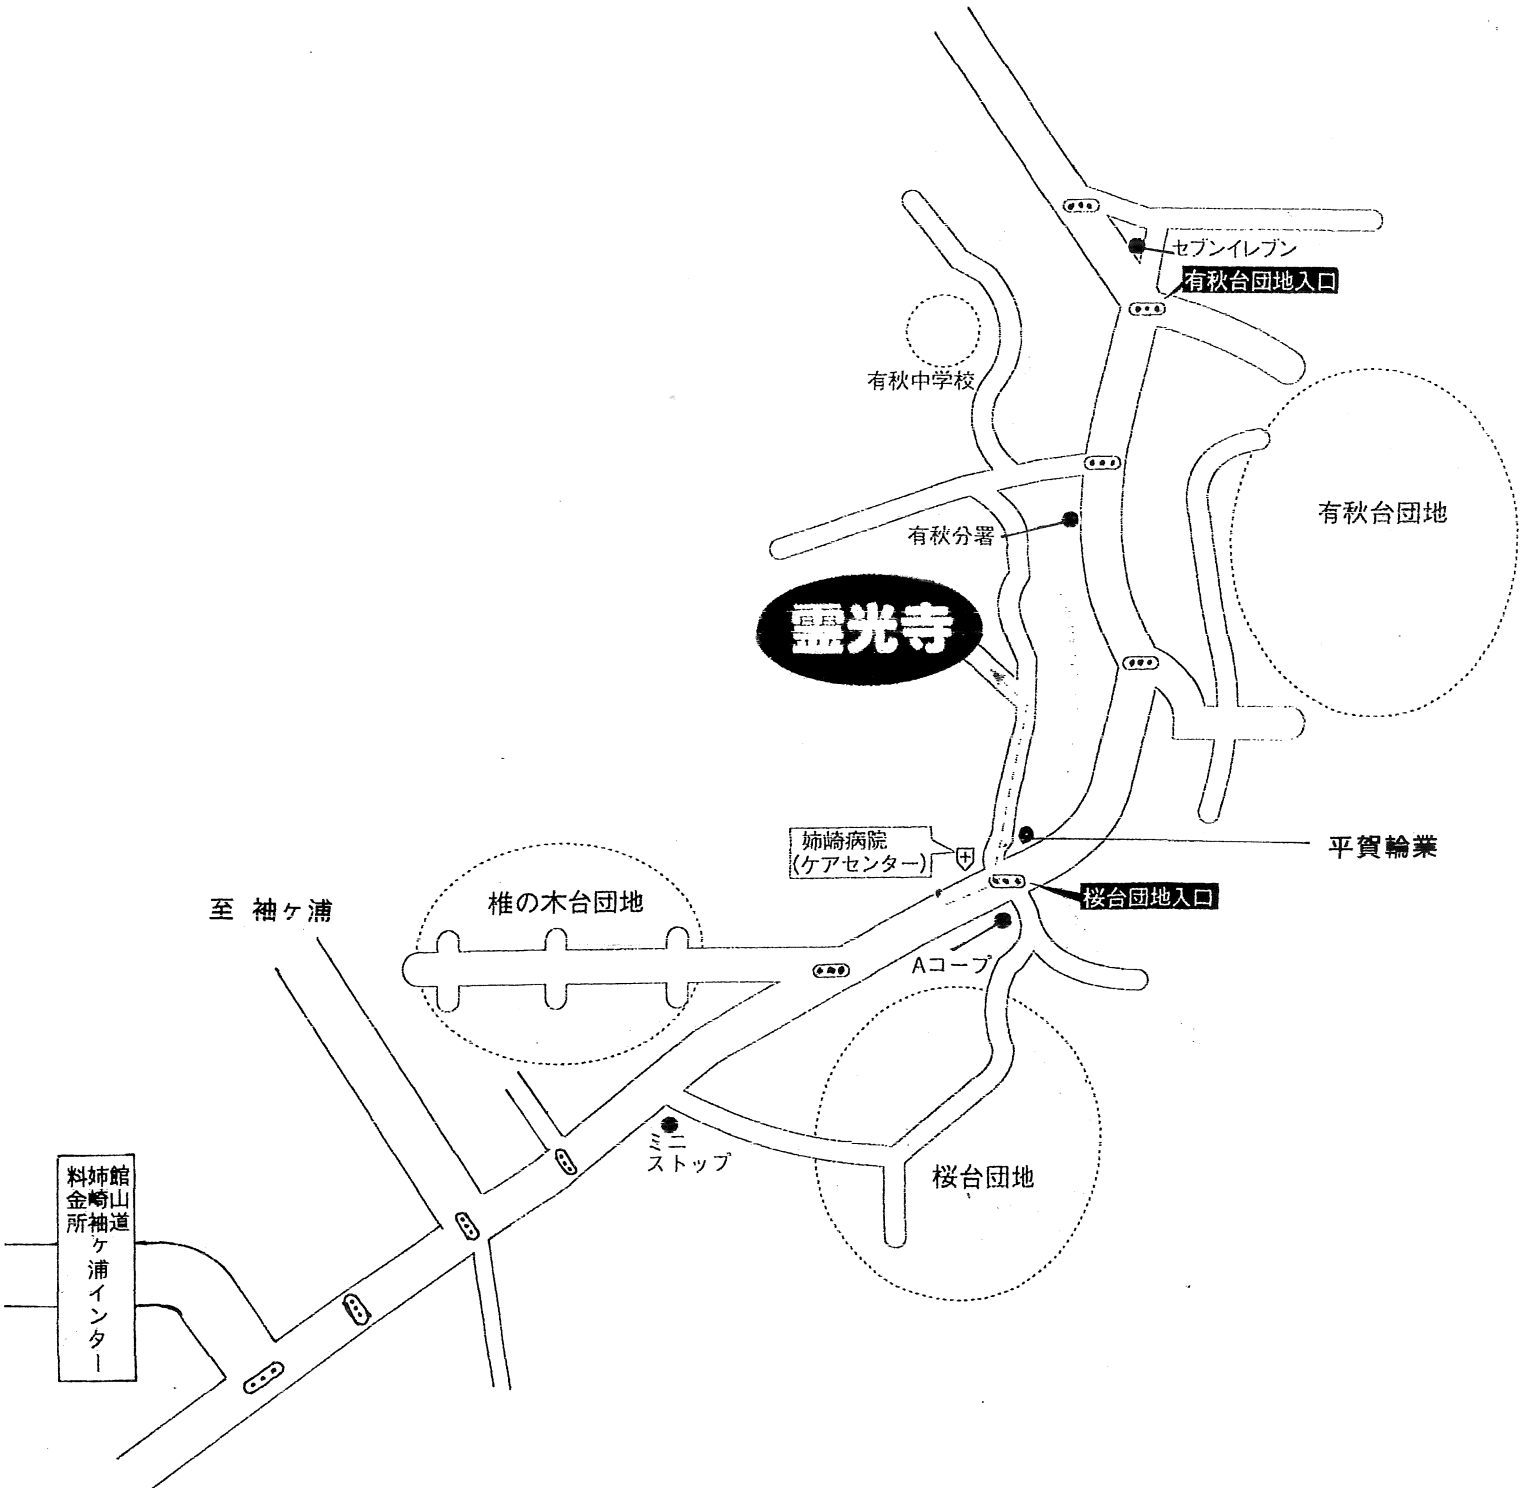 セブンイレブン
有秋台団地入口
有秋中学校
有秋台団地
有秋分署
霊光寺
姉崎病院
(ケアセンター)
平賀輪業
桜台団地入口
椎の木台団地
至 袖ヶ浦
Aコープ
ミニ
ストップ
桜台団地
館山道
姉崎袖ヶ浦インター
料金所